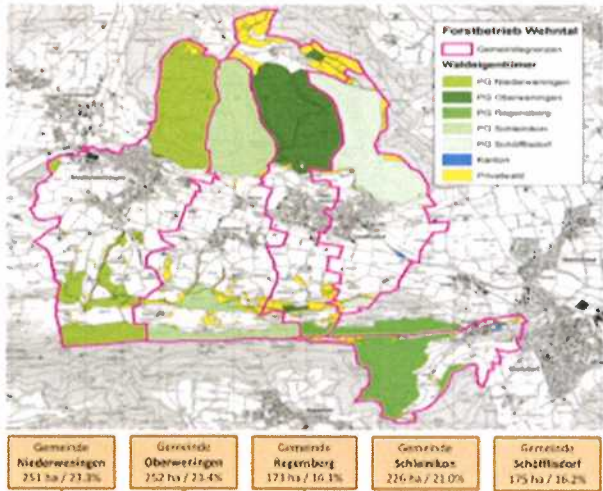 Forstbetrieb Wehntal
Gemeindegrenzen
Waldeigentümer
PG Niederweningen
PG Oberweningen
PG Regensberg
PG Schleinikon
PG Schöfflisdorf
Kanton
Privatwald
Gemeinde
Niederweningen
251 ha / 23.3%
Gemeinde
Oberweningen
252 ha / 23.4%
Gemeinde
Regensberg
173 ha / 16.1%
Gemeinde
Schleinikon
226 ha / 21.0%
Gemeinde
Schöfflisdorf
175 ha / 16.2%